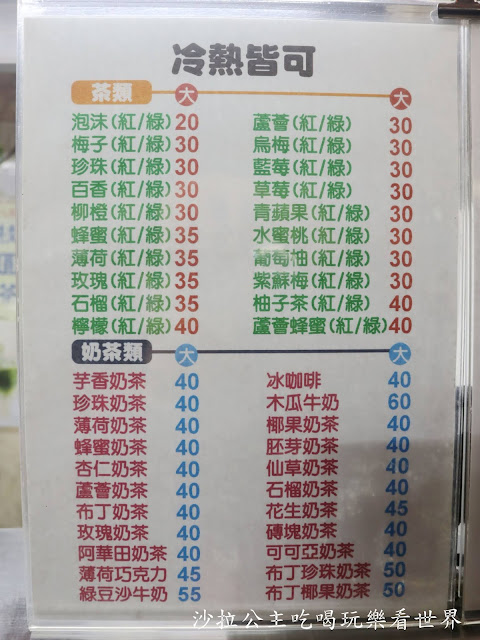 冷熱皆可
茶類 大 大
泡沫(紅/綠) 20 蘆薈(紅/綠) 30
梅子(紅/綠) 30 烏梅(紅/綠) 30
珍珠(紅/綠) 30 藍莓(紅/綠) 30
百香(紅/綠) 30 草莓(紅/綠) 30
柳橙(紅/綠) 30 青蘋果(紅/綠) 30
蜂蜜(紅/綠) 35 水蜜桃(紅/綠) 30
薄荷(紅/綠) 35 葡萄柚(紅/綠) 30
玫瑰(紅/綠) 35 紫蘇梅(紅/綠) 30
石榴(紅/綠) 35 柚子茶(紅/綠) 40
檸檬(紅/綠) 40 蘆薈蜂蜜(紅/綠) 40
奶茶類 大 大
芋香奶茶 40 冰咖啡 40
珍珠奶茶 40 木瓜牛奶 60
薄荷奶茶 40 椰果奶茶 40
蜂蜜奶茶 40 胚芽奶茶 40
杏仁奶茶 40 仙草奶茶 40
蘆薈奶茶 40 石榴奶茶 40
布丁奶茶 40 花生奶茶 45
玫瑰奶茶 40 磚塊奶茶 40
阿華田奶茶 40 可可亞奶茶 40
薄荷巧克力 45 布丁珍珠奶茶 50
綠豆沙牛奶 55 布丁椰果奶茶 50
沙拉公主吃喝玩樂看世界